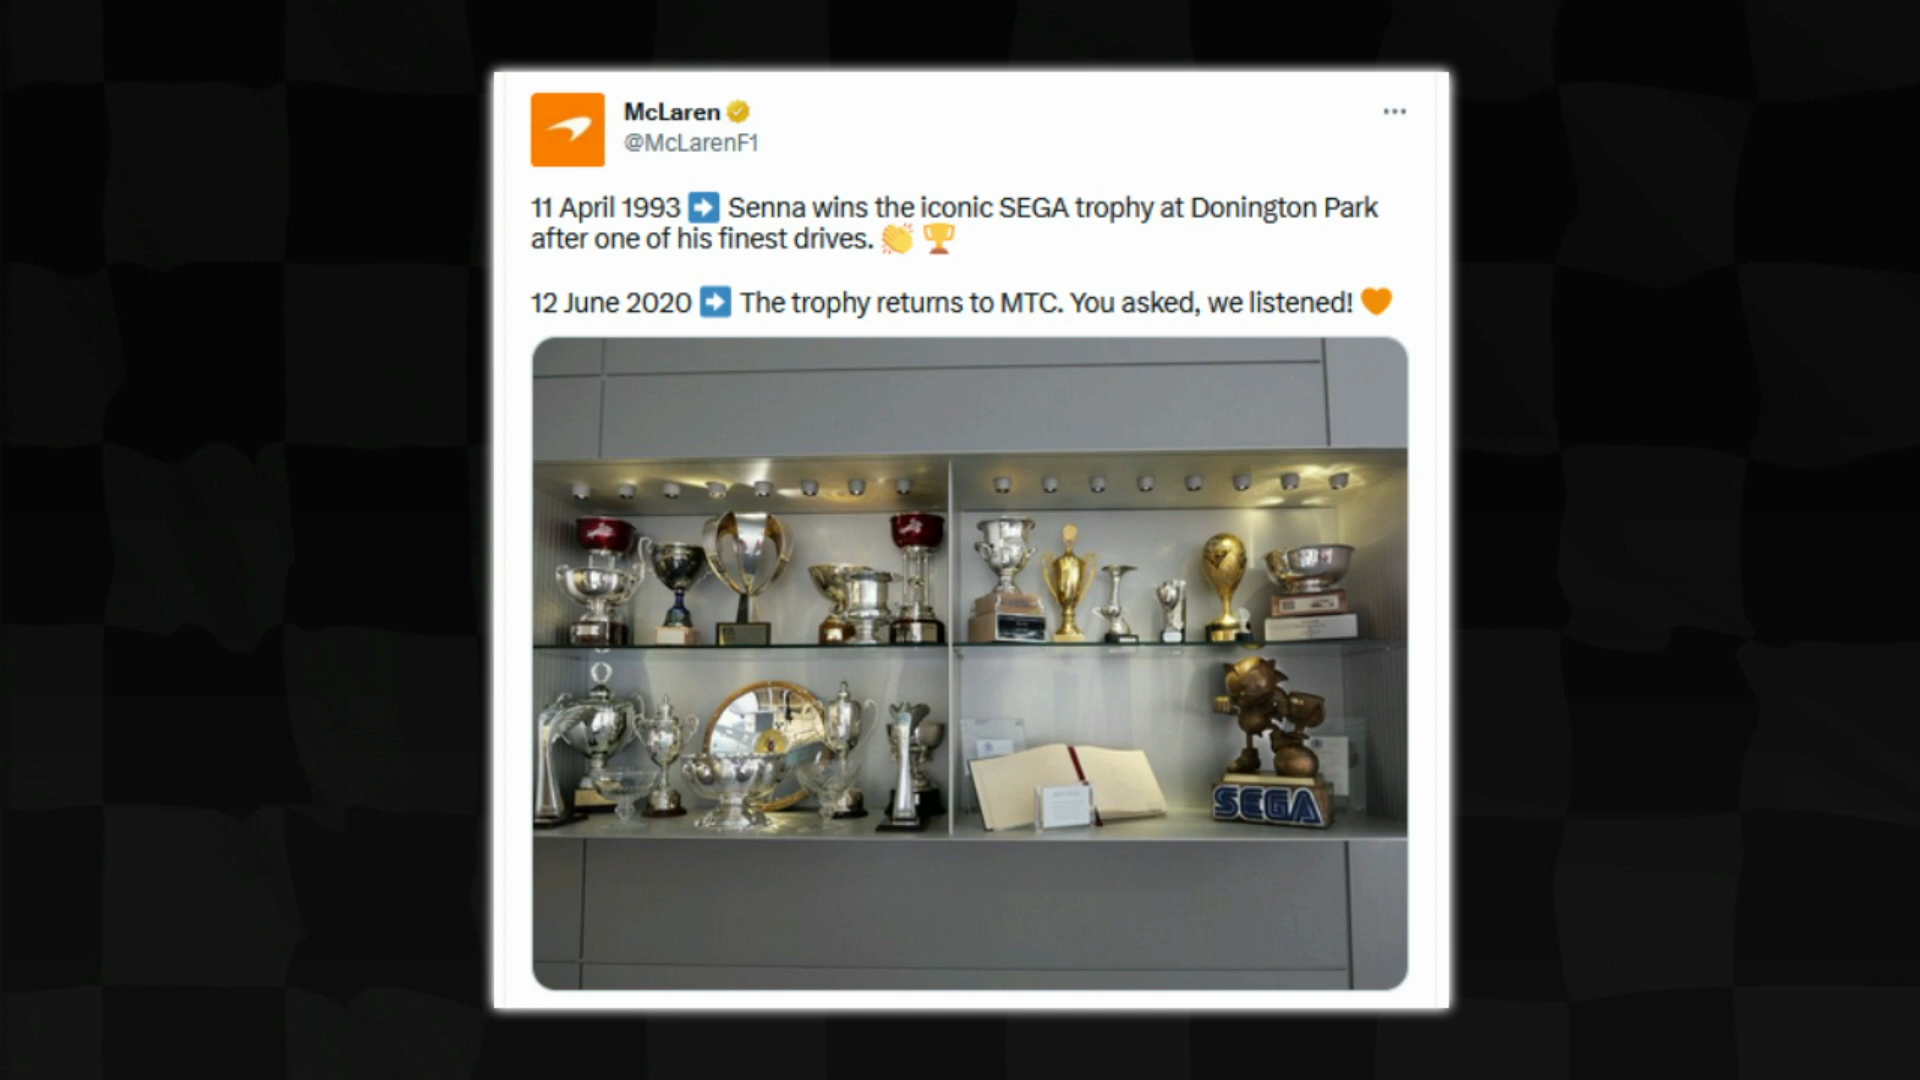 McLaren
@McLarenF1
11 April 1993 ➡️ Senna wins the iconic SEGA trophy at Donington Park
after one of his finest drives. 👏 🏆
12 June 2020 ➡️ The trophy returns to MTC. You asked, we listened! 🧡
SEGA